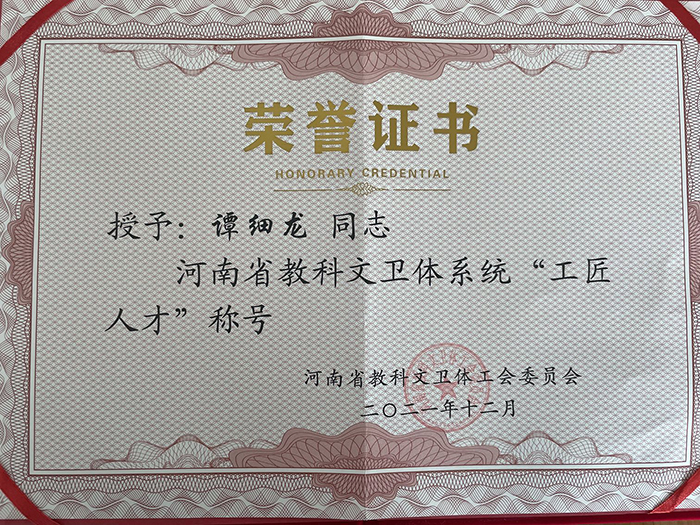 荣誉证书
HONORARY CREDENTIAL
授予：谭细龙 同志
河南省教科文卫体系统“工匠
人才”称号
河南省教科文卫体工会委员会
二〇二一年十二月